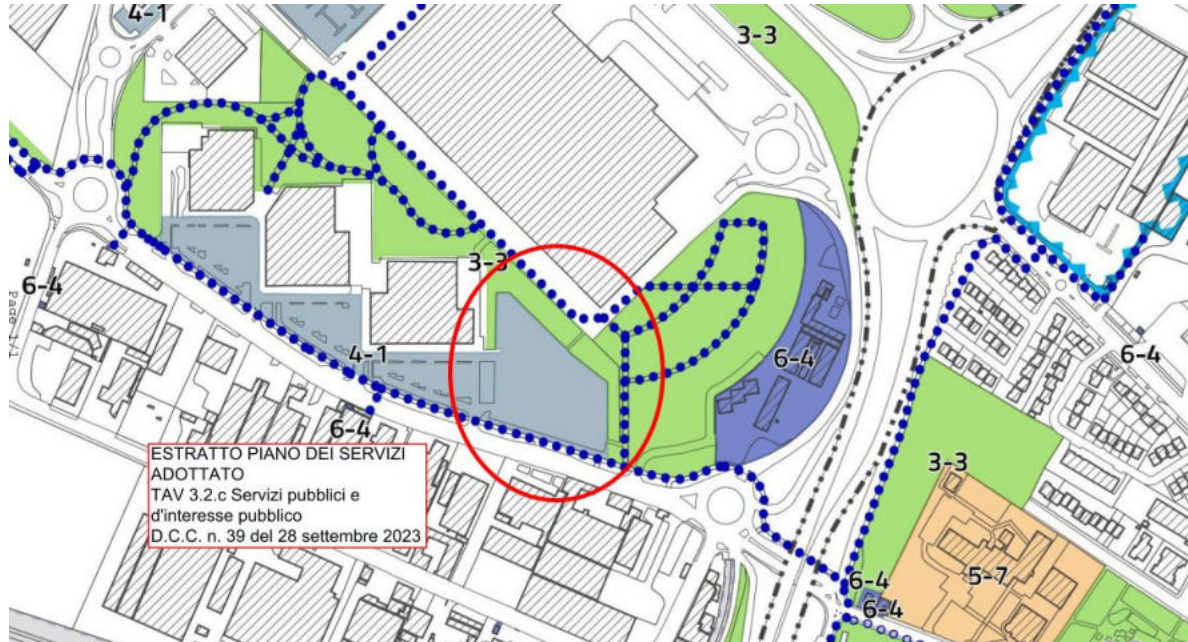 4-1
3-3
6-4
3-3
4-1
6-4
6-4
6-4
ESTRATTO PIANO DEI SERVIZI
ADOTTATO
TAV 3.2.c Servizi pubblici e
d'interesse pubblico
D.C.C. n. 39 del 28 settembre 2023
3-3
5-7
6-4
6-4